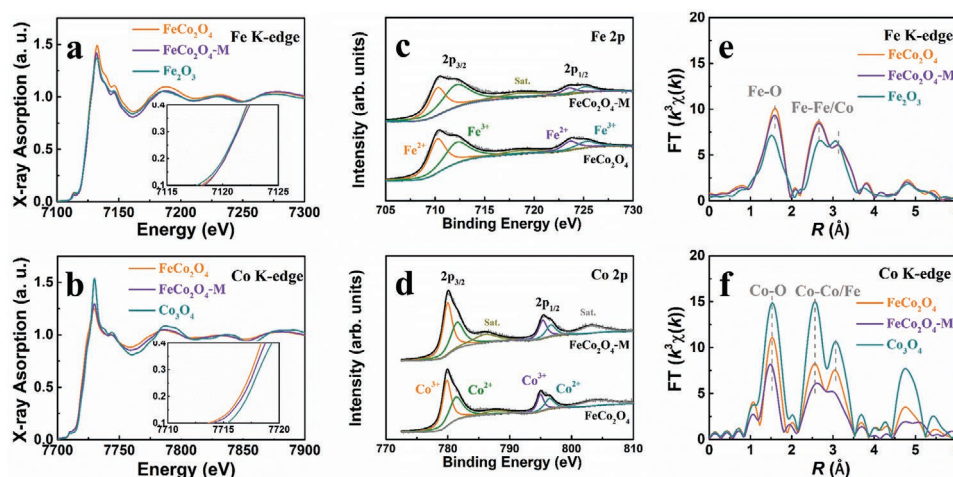 a
Fe K-edge
FeCo₂O₄
FeCo₂O₄-M
Fe₂O₃
X-ray Asorption (a. u.)
1.5
1.0
0.5
0.0
0.4
0.3
0.2
0.1
7115 7120 7125
7100 7150 7200 7250 7300
Energy (eV)
b
Co K-edge
FeCo₂O₄
FeCo₂O₄-M
Co₃O₄
X-ray Asorption (a. u.)
1.5
1.0
0.5
0.0
0.4
0.3
0.2
0.1
7710 7715 7720
7700 7750 7800 7850 7900
Energy (eV)
c
Fe 2p
Intensity (arb. units)
2p3/2
Sat.
2p1/2
FeCo₂O₄-M
Fe²⁺
Fe³⁺
Fe²⁺
Fe³⁺
FeCo₂O₄
705 710 715 720 725 730
Binding Energy (eV)
d
Co 2p
Intensity (arb. units)
2p3/2
Sat.
2p1/2
Sat.
FeCo₂O₄-M
Co³⁺
Co²⁺
Co³⁺
Co²⁺
FeCo₂O₄
770 780 790 800 810
Binding Energy (eV)
e
Fe K-edge
FeCo₂O₄
FeCo₂O₄-M
Fe₂O₃
Fe-O
Fe-Fe/Co
FT (k³χ(k))
20
15
10
5
0
0 1 2 3 4 5
R (Å)
f
Co K-edge
FeCo₂O₄
FeCo₂O₄-M
Co₃O₄
Co-O
Co-Co/Fe
FT (k³χ(k))
20
15
10
5
0
0 1 2 3 4 5
R (Å)